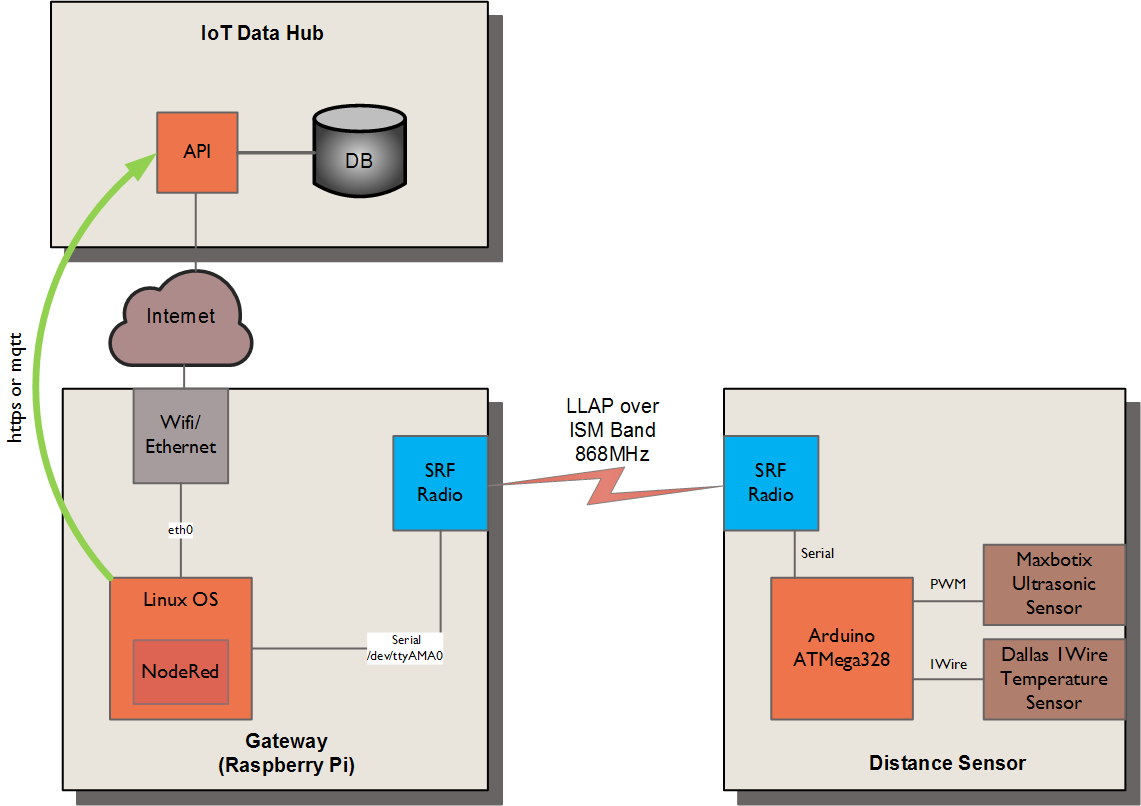 IoT Data Hub
API
DB
Internet
https or mqtt
Wifi/
Ethernet
eth0
Linux OS
NodeRed
SRF
Radio
Serial
/dev/ttyAMA0
Gateway
(Raspberry Pi)
LLAP over
ISM Band
868MHz
SRF
Radio
Serial
Arduino
ATMega328
PWM
1Wire
Maxbotix
Ultrasonic
Sensor
Dallas 1Wire
Temperature
Sensor
Distance Sensor